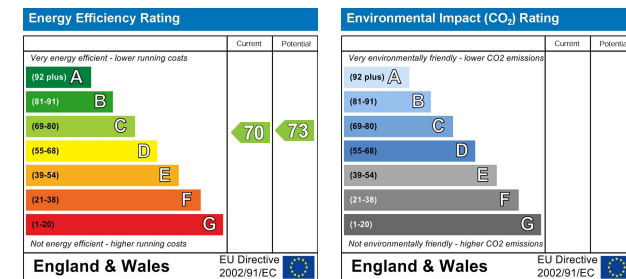 Energy Efficiency Rating
Current Potential
Very energy efficient - lower running costs
(92 plus) A
(81-91) B
(69-80) C
70 73
(55-68) D
(39-54) E
(21-38) F
(1-20) G
Not energy efficient - higher running costs
England & Wales
EU Directive
2002/91/EC
Environmental Impact (CO₂) Rating
Current Potential
Very environmentally friendly - lower CO2 emissions
(92 plus) A
(81-91) B
(69-80) C
(55-68) D
(39-54) E
(21-38) F
(1-20) G
Not environmentally friendly - higher CO2 emissions
England & Wales
EU Directive
2002/91/EC